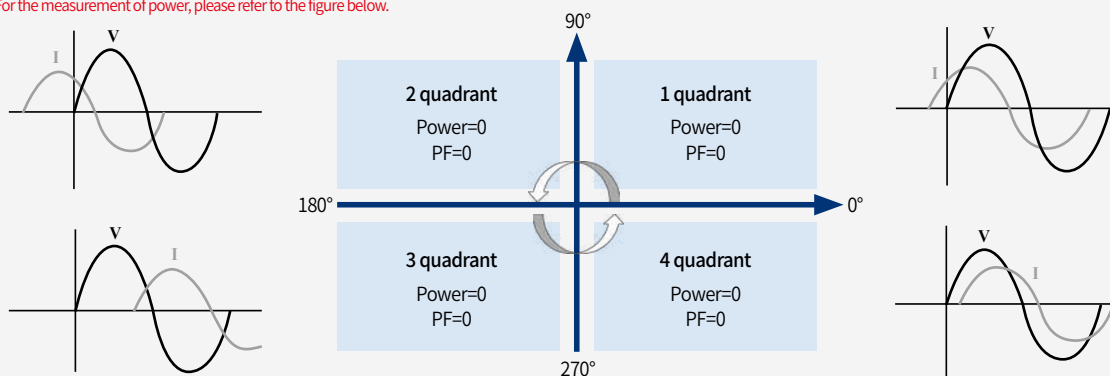 For the measurement of power, please refer to the figure below.
90°
V
I
2 quadrant
Power=0
PF=0
1 quadrant
Power=0
PF=0
V
I
180°
0°
V
I
3 quadrant
Power=0
PF=0
4 quadrant
Power=0
PF=0
V
I
270°